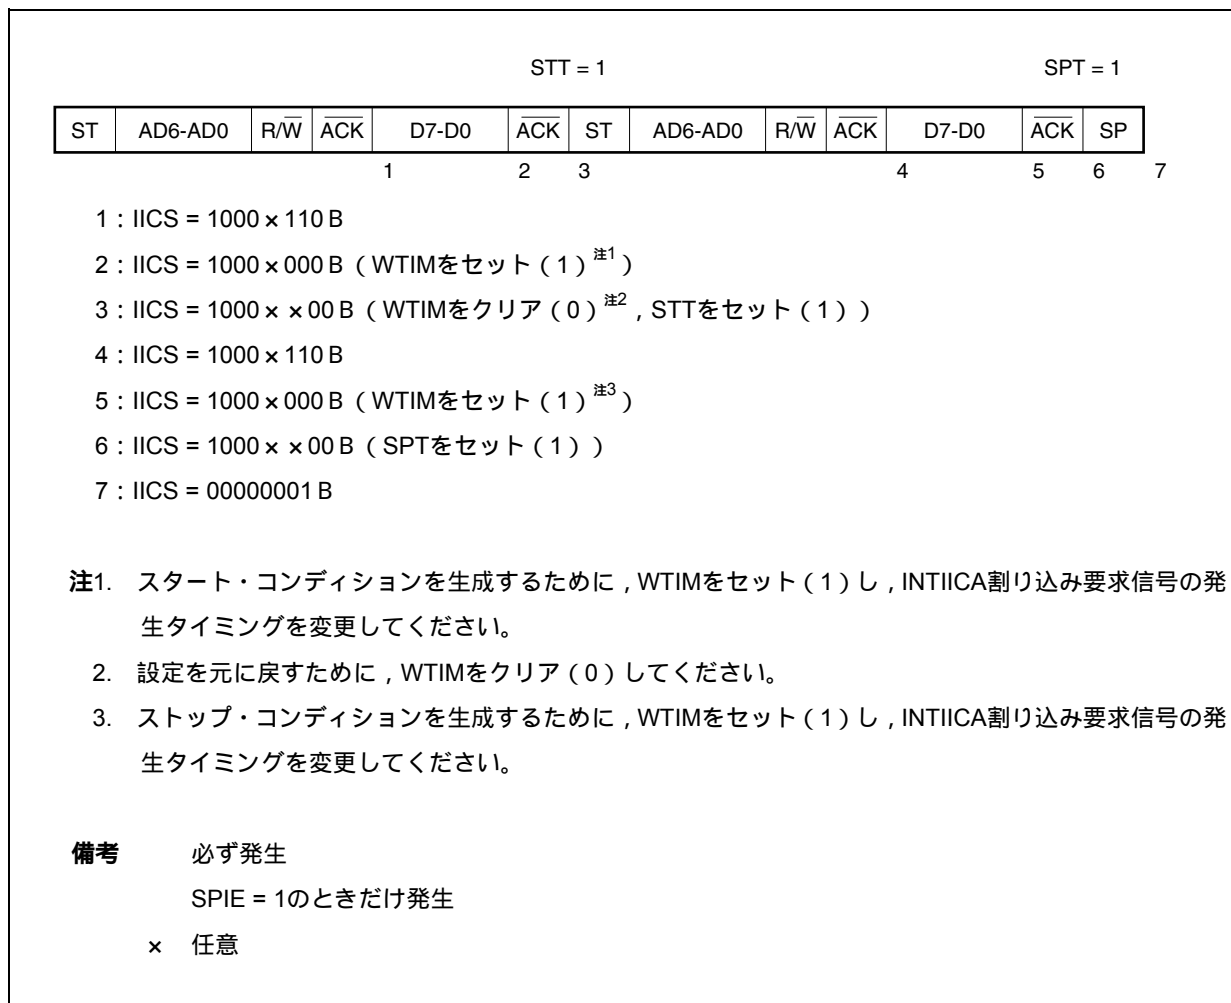 STT = 1 SPT = 1
ST AD6-AD0 R/W̅ A̅C̅K̅ D7-D0 A̅C̅K̅ ST AD6-AD0 R/W̅ A̅C̅K̅ D7-D0 A̅C̅K̅ SP
1 2 3 4 5 6 7
1：IICS = 1000×110 B
2：IICS = 1000×000 B（WTIMをセット（1）注1）
3：IICS = 1000××00 B（WTIMをクリア（0）注2，STTをセット（1））
4：IICS = 1000×110 B
5：IICS = 1000×000 B（WTIMをセット（1）注3）
6：IICS = 1000××00 B（SPTをセット（1））
7：IICS = 00000001 B
注1. スタート・コンディションを生成するために，WTIMをセット（1）し，INTIICA割り込み要求信号の発
生タイミングを変更してください。
2. 設定を元に戻すために，WTIMをクリア（0）してください。
3. ストップ・コンディションを生成するために，WTIMをセット（1）し，INTIICA割り込み要求信号の発
生タイミングを変更してください。
備考 必ず発生
SPIE = 1のときだけ発生
× 任意